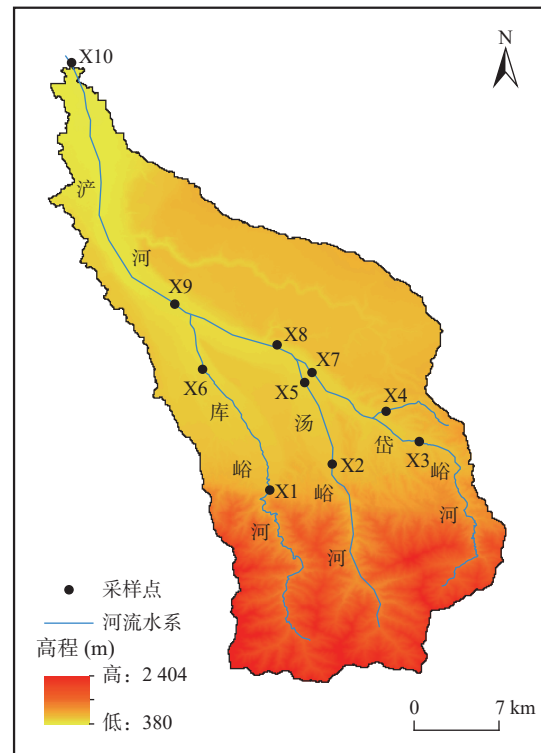 X10
N
浐
河
X9
X8
X7
X6
X5
X4
库
汤
岱
X3
峪
X2
峪
峪
X1
河
河
河
采样点
河流水系
高程 (m)
高：2 404
低：380
0 7 km